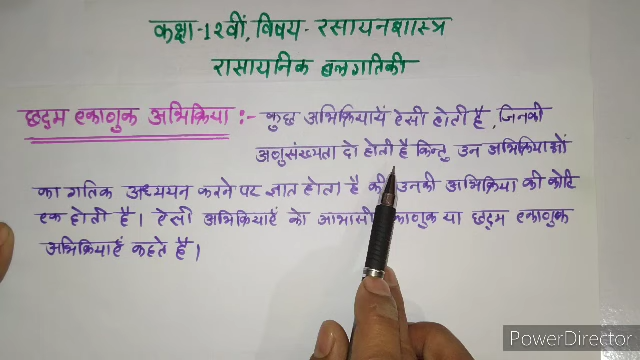 कक्षा-12वीं, विषय- रसायनशास्त्र
रासायनिक बलगतिकी
छद्म एकाणुक अभिक्रिया :- कुछ अभिक्रियायें ऐसी होती है, जिनकी
अणुसंख्यता दो होती है किन्तु उन अभिक्रियाओं
का गतिक अध्ययन करने पर ज्ञात होता है की उनकी अभिक्रिया की कोटि
एक होती है। ऐसी अभिक्रियाएं को आभासी या छद्म एकाणुक
अभिक्रियाएं कहते है।
PowerDirector